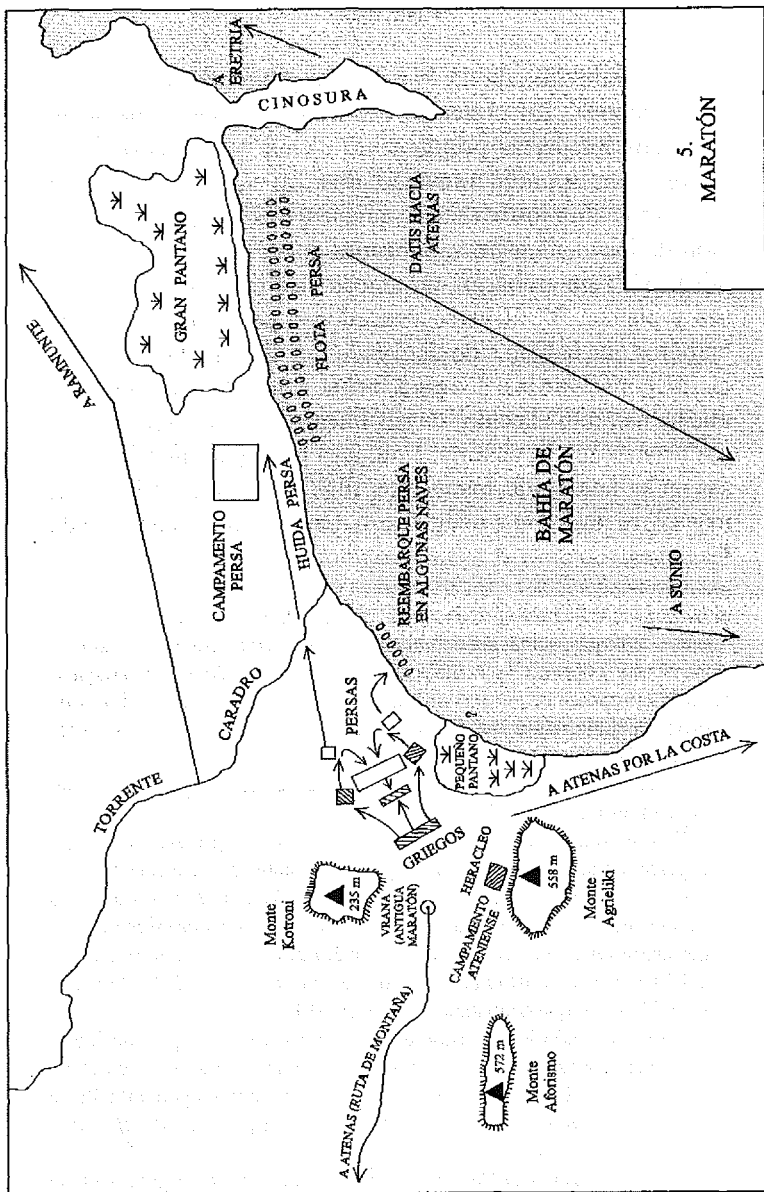 A
ERETRIA
CINOSURA
GRAN PANTANO
A RAMNUNTE
FLOTA PERSA
DATIS HACIA
ATENAS
5.
MARATÓN
CAMPAMENTO
PERSA
HUIDA PERSA
REEMBARQUE PERSA
EN ALGUNAS NAVES
BAHÍA DE
MARATÓN
A SUNIO
TORRENTE CARADRO
PERSAS
GRIEGOS
PEQUEÑO
PANTANO
?
A ATENAS POR LA COSTA
Monte
Kotroni
235 m
VRANA
(ANTIGUA
MARATÓN)
HERACLEO
CAMPAMENTO
ATENIENSE
558 m
Monte
Agrieliki
A ATENAS (RUTA DE MONTAÑA)
572 m
Monte
Aforismo